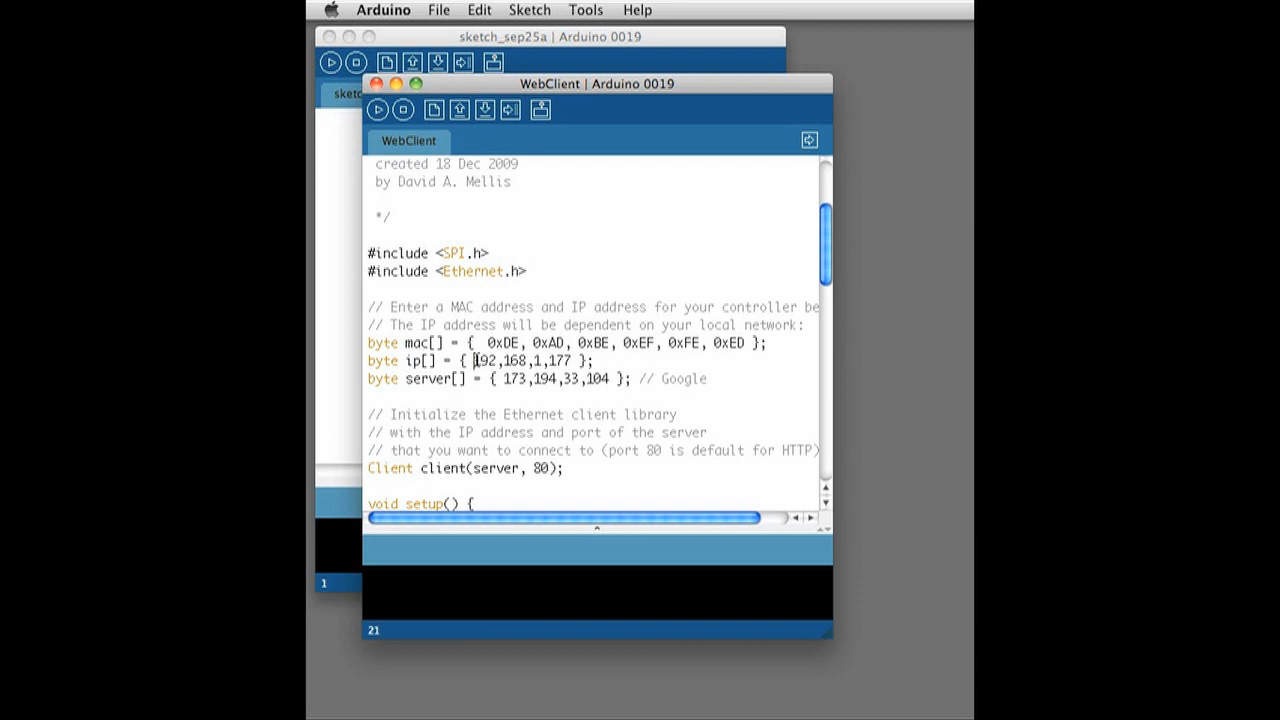 Arduino File Edit Sketch Tools Help
sketch_sep25a | Arduino 0019
WebClient | Arduino 0019
sketc
WebClient
created 18 Dec 2009
by David A. Mellis
*/
#include <SPI.h>
#include <Ethernet.h>
// Enter a MAC address and IP address for your controller be
// The IP address will be dependent on your local network:
byte mac[] = {  0xDE, 0xAD, 0xBE, 0xEF, 0xFE, 0xED };
byte ip[] = { 192,168,1,177 };
byte server[] = { 173,194,33,104 }; // Google
// Initialize the Ethernet client library
// with the IP address and port of the server
// that you want to connect to (port 80 is default for HTTP)
Client client(server, 80);
void setup() {
1
21